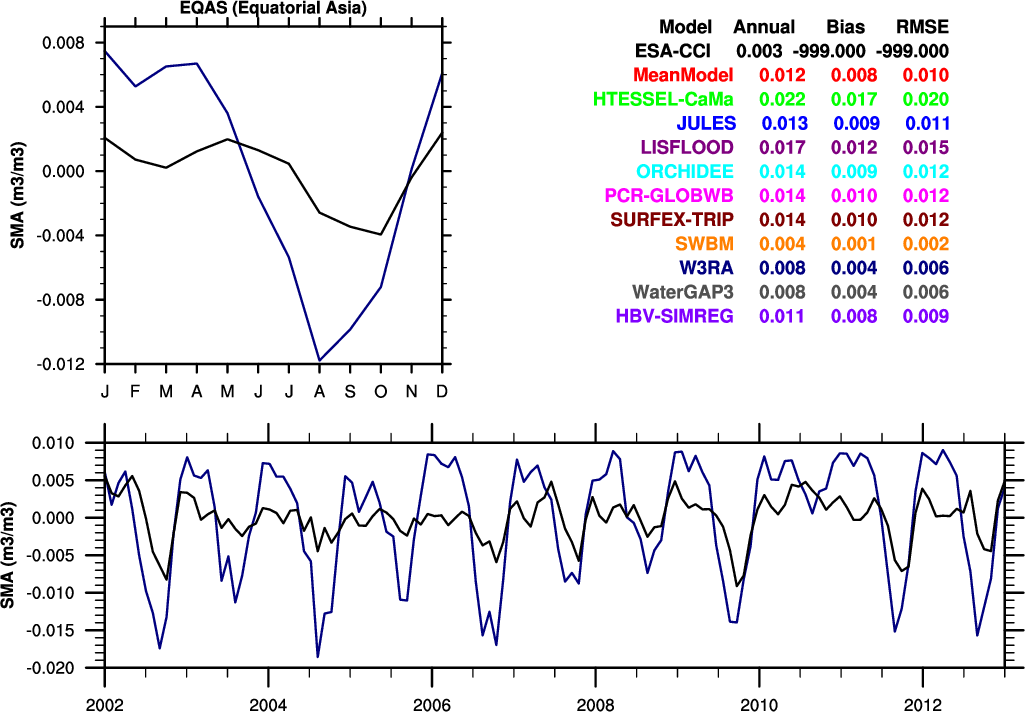 EQAS (Equatorial Asia)
0.008
0.004
0.000
-0.004
-0.008
-0.012
SMA (m3/m3)
J F M A M J J A S O N D
Model Annual Bias RMSE
ESA-CCI 0.003 -999.000 -999.000
MeanModel 0.012 0.008 0.010
HTESSEL-CaMa 0.022 0.017 0.020
JULES 0.013 0.009 0.011
LISFLOOD 0.017 0.012 0.015
ORCHIDEE 0.014 0.009 0.012
PCR-GLOBWB 0.014 0.010 0.012
SURFEX-TRIP 0.014 0.010 0.012
SWBM 0.004 0.001 0.002
W3RA 0.008 0.004 0.006
WaterGAP3 0.008 0.004 0.006
HBV-SIMREG 0.011 0.008 0.009
0.010
0.005
0.000
-0.005
-0.010
-0.015
-0.020
SMA (m3/m3)
2002 2004 2006 2008 2010 2012